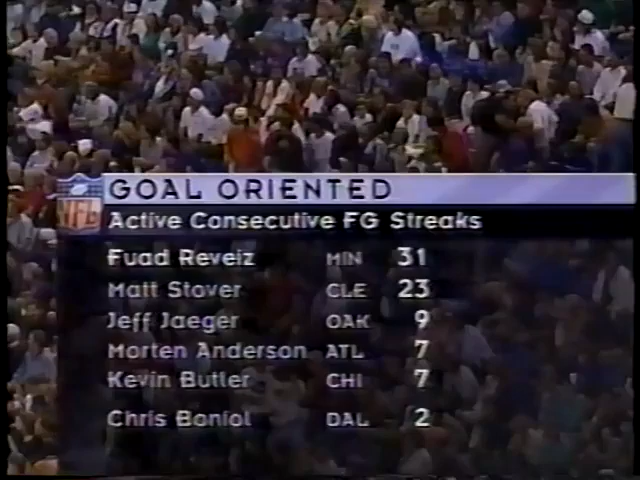 NFL
GOAL ORIENTED
Active Consecutive FG Streaks
Fuad Reveiz MIN 31
Matt Stover CLE 23
Jeff Jaeger OAK 9
Morten Anderson ATL 7
Kevin Butler CHI 7
Chris Boniol DAL 2